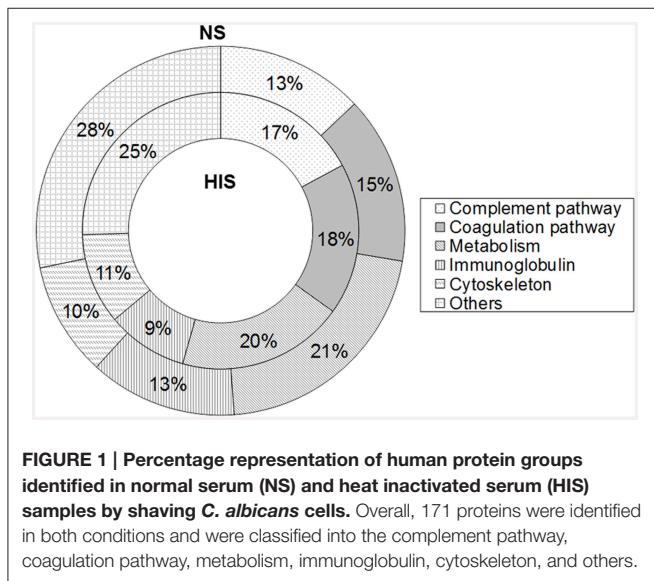 NS
13%
28%
17%
25%
HIS
15%
18%
11%
10%
9%
20%
21%
13%
Complement pathway
Coagulation pathway
Metabolism
Immunoglobulin
Cytoskeleton
Others
FIGURE 1 | Percentage representation of human protein groups
identified in normal serum (NS) and heat inactivated serum (HIS)
samples by shaving C. albicans cells. Overall, 171 proteins were identified
in both conditions and were classified into the complement pathway,
coagulation pathway, metabolism, immunoglobulin, cytoskeleton, and others.